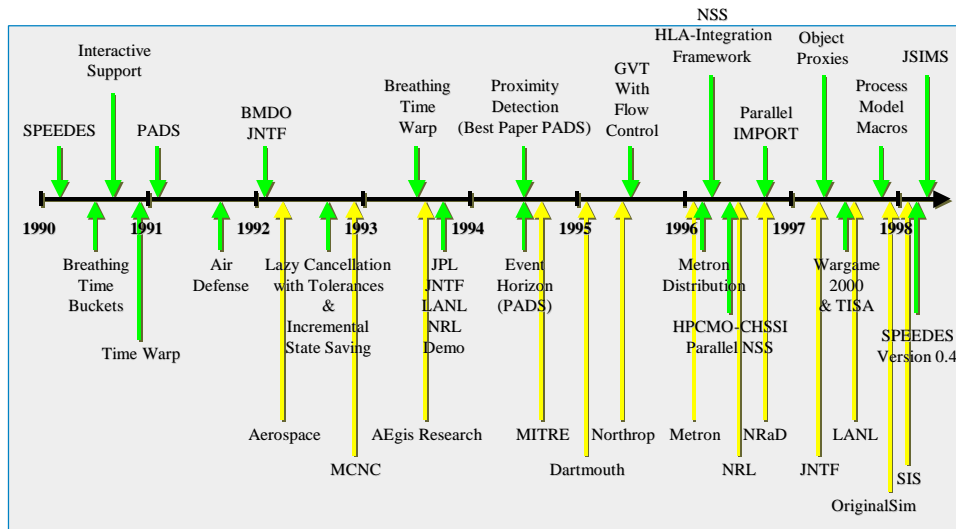 NSS
HLA-Integration
Framework
Object
Proxies
JSIMS
Interactive
Support
GVT
With
Flow
Control
Breathing
Time
Warp
Proximity
Detection
(Best Paper PADS)
Process
Model
Macros
BMDO
JNTF
Parallel
IMPORT
SPEEDES
PADS
1990
1991
1992
1993
1994
1995
1996
1997
1998
Breathing
Time
Buckets
Air
Defense
Lazy Cancellation
with Tolerances
&
Incremental
State Saving
JPL
JNTF
LANL
NRL
Demo
Event
Horizon
(PADS)
Metron
Distribution
Wargame
2000
& TISA
HPCMO-CHSSI
Parallel NSS
SPEEDES
Version 0.4
Time Warp
Aerospace
AEgis Research
MITRE
Northrop
Metron
NRaD
LANL
MCNC
Dartmouth
NRL
JNTF
SIS
OriginalSim